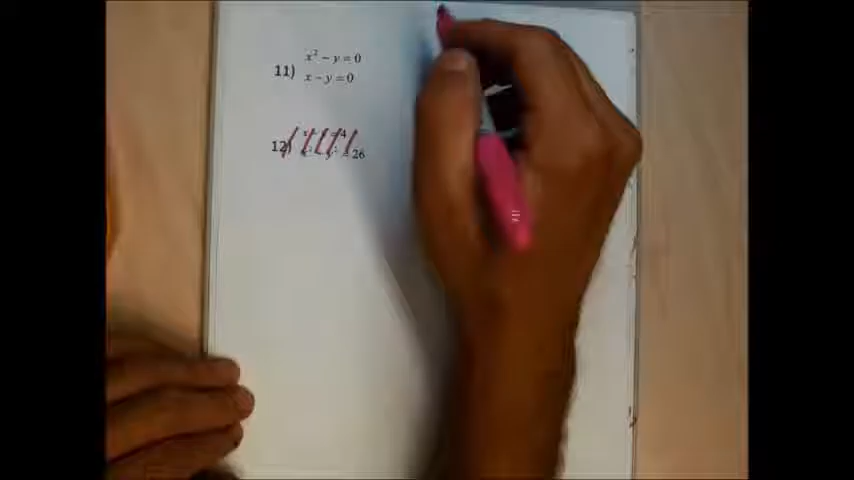 11) x² - y = 0
x - y = 0
12)
= 26